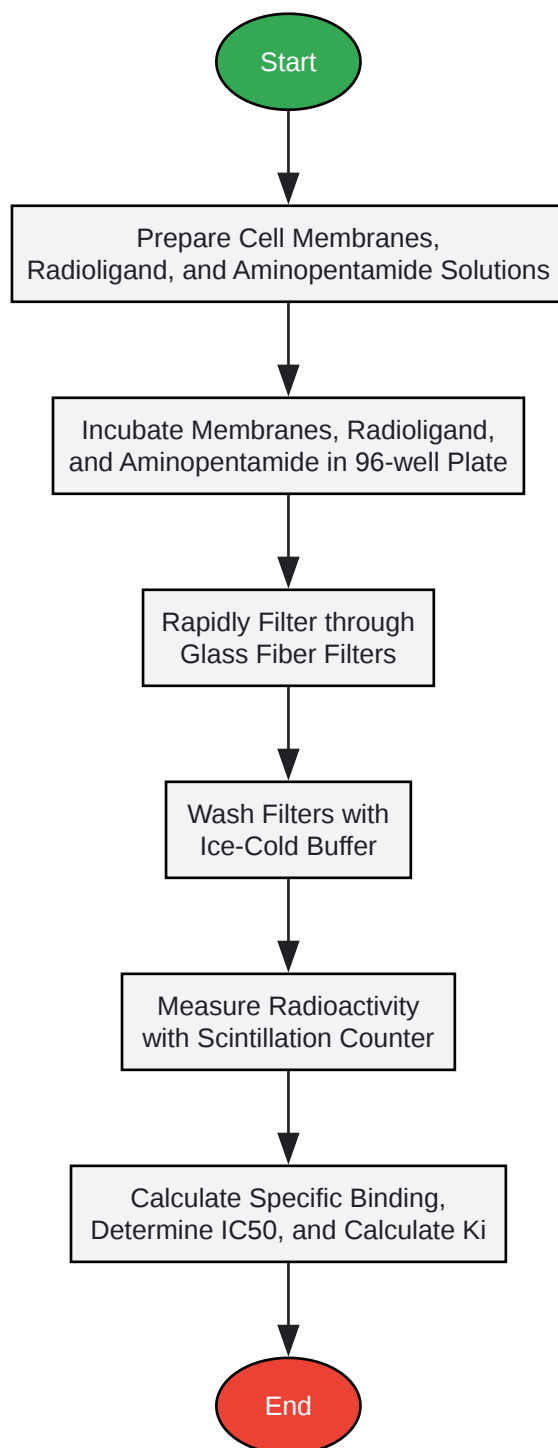 Start
Prepare Cell Membranes,
Radioligand, and Aminopentamide Solutions
Incubate Membranes, Radioligand,
and Aminopentamide in 96-well Plate
Rapidly Filter through
Glass Fiber Filters
Wash Filters with
Ice-Cold Buffer
Measure Radioactivity
with Scintillation Counter
Calculate Specific Binding,
Determine IC50, and Calculate Ki
End